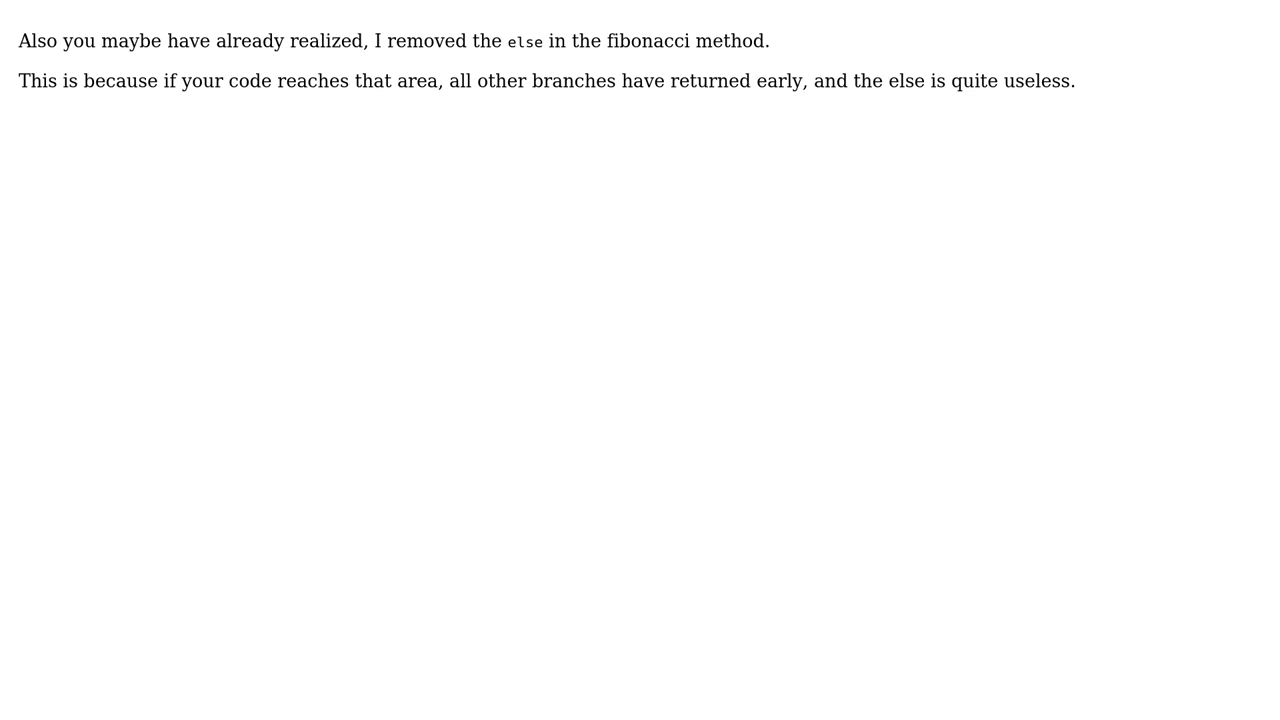 Also you maybe have already realized, I removed the else in the fibonacci method.
This is because if your code reaches that area, all other branches have returned early, and the else is quite useless.